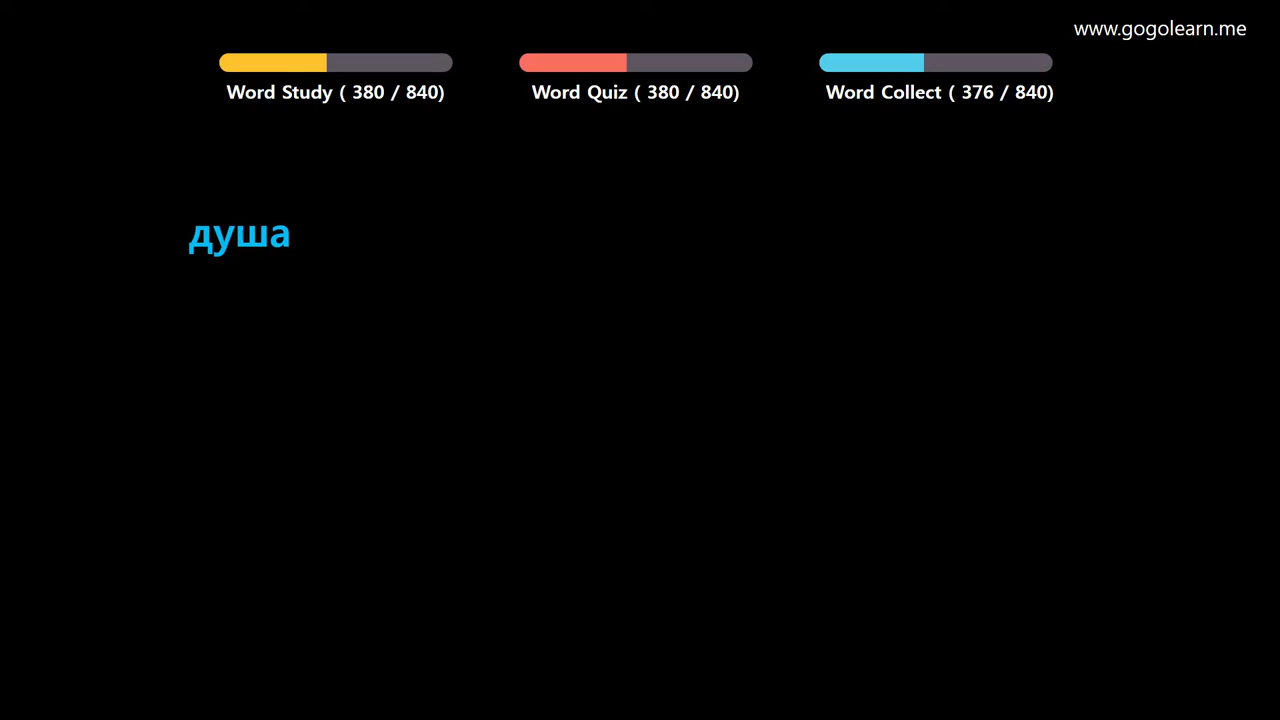 www.gogolearn.me
Word Study ( 380 / 840)
Word Quiz ( 380 / 840)
Word Collect ( 376 / 840)
душа